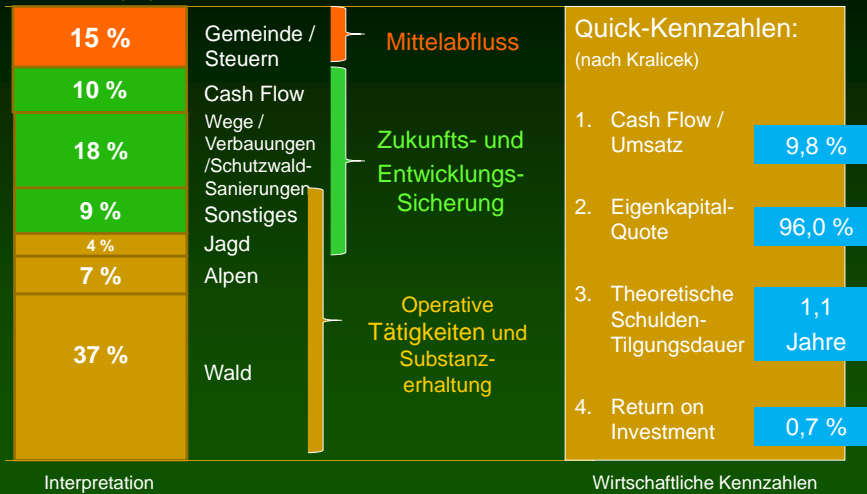 15 %
Gemeinde /
Steuern
10 %
Cash Flow
18 %
Wege /
Verbauungen
/Schutzwald-
Sanierungen
9 %
Sonstiges
4 %
Jagd
7 %
Alpen
37 %
Wald
Mittelabfluss
Zukunfts- und
Entwicklungs-
Sicherung
Operative
Tätigkeiten und
Substanz-
erhaltung
Quick-Kennzahlen:
(nach Kralicek)
1. Cash Flow /
Umsatz
9,8 %
2. Eigenkapital-
Quote
96,0 %
3. Theoretische
Schulden-
Tilgungsdauer
1,1
Jahre
4. Return on
Investment
0,7 %
Interpretation
Wirtschaftliche Kennzahlen